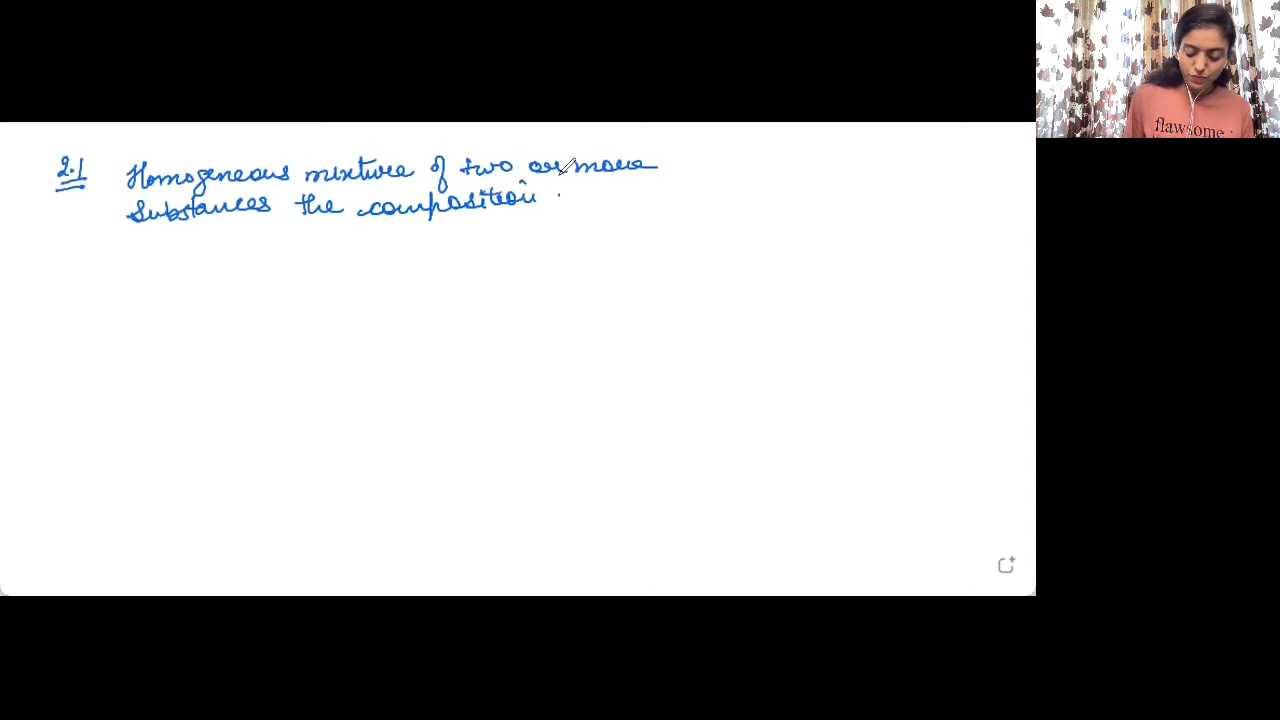 flawsome
2.1 Homogeneous mixture of two or more
Substances the composition